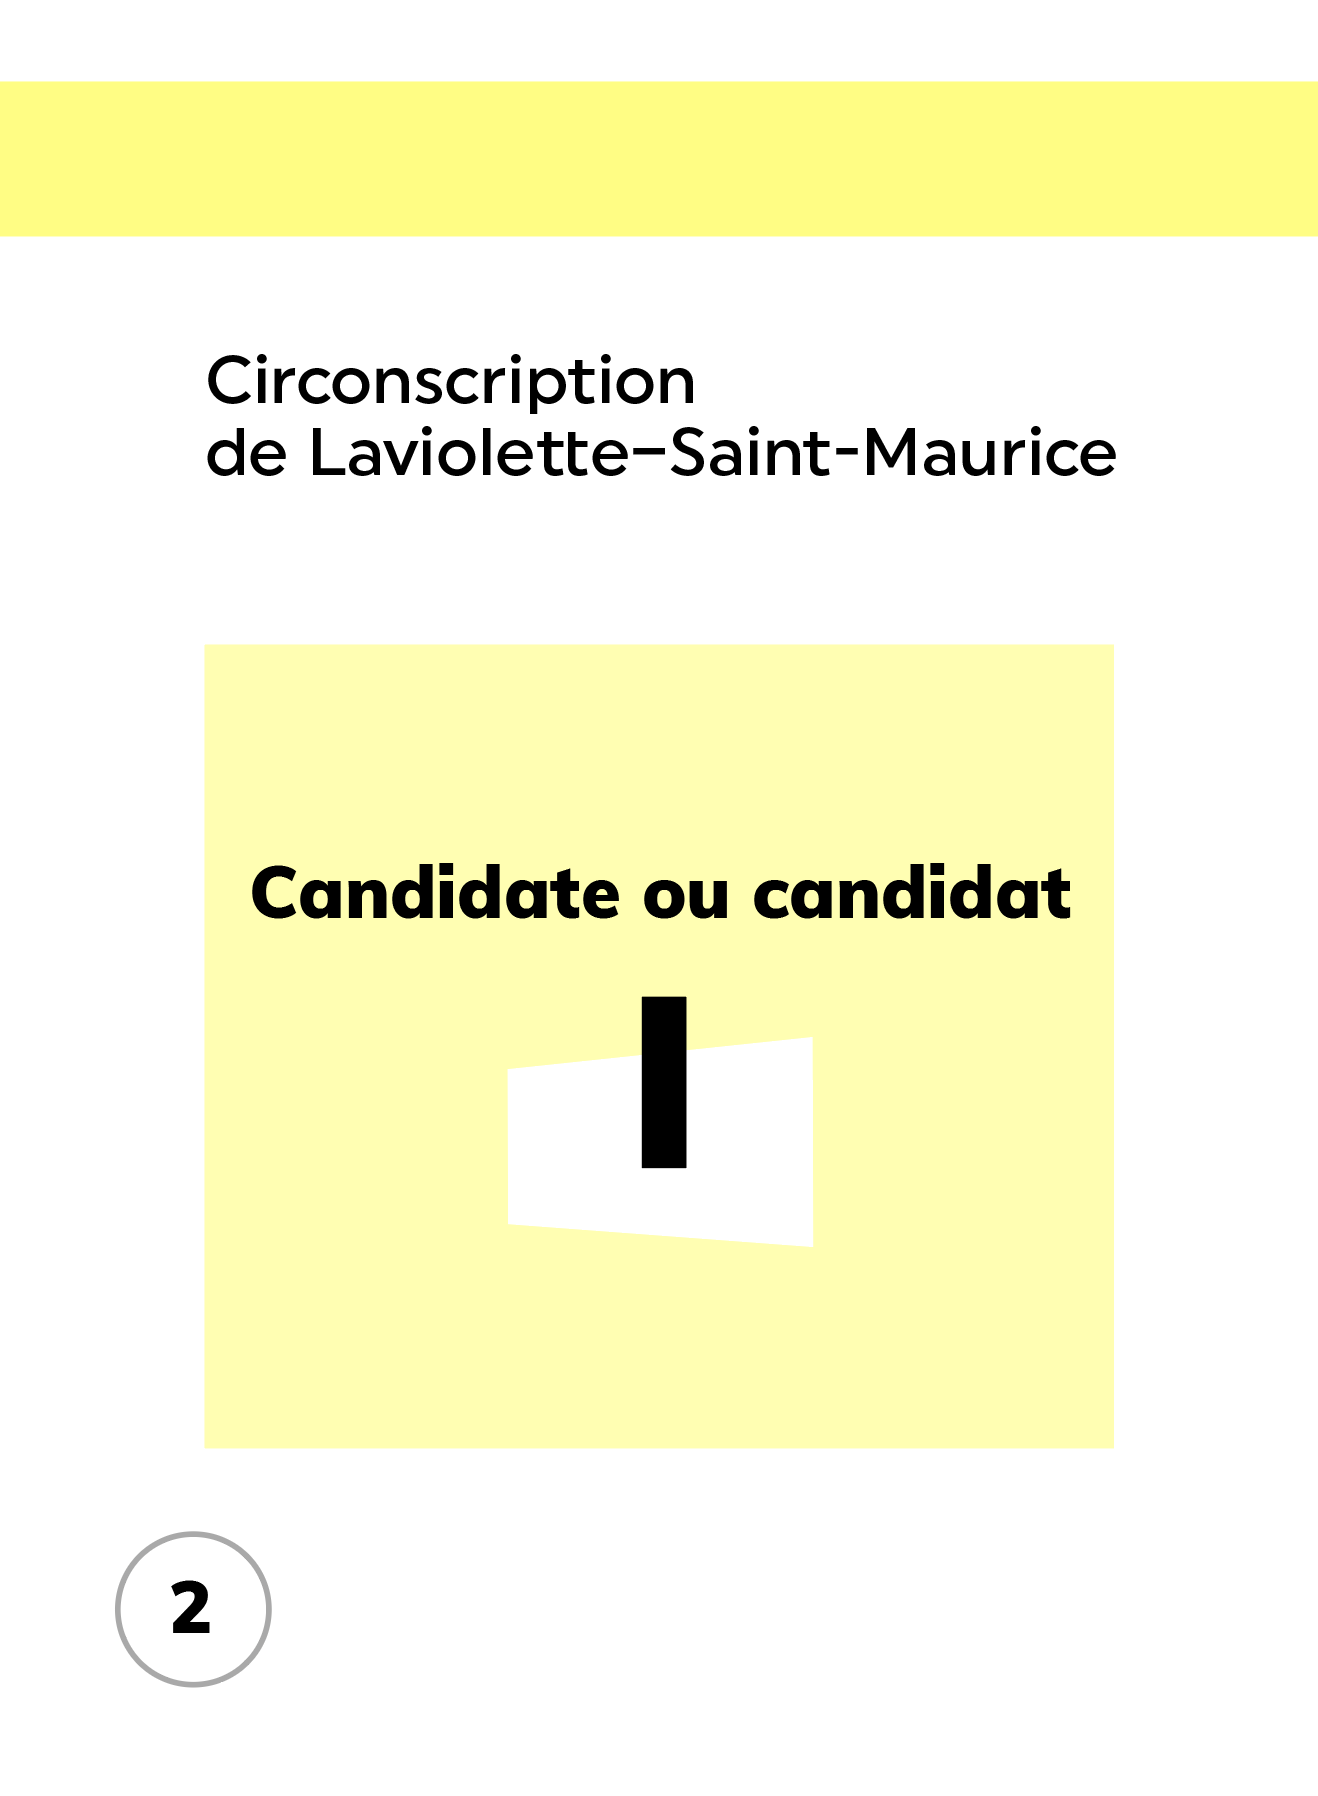 Circonscription
de Laviolette–Saint-Maurice
Candidate ou candidat
I
2